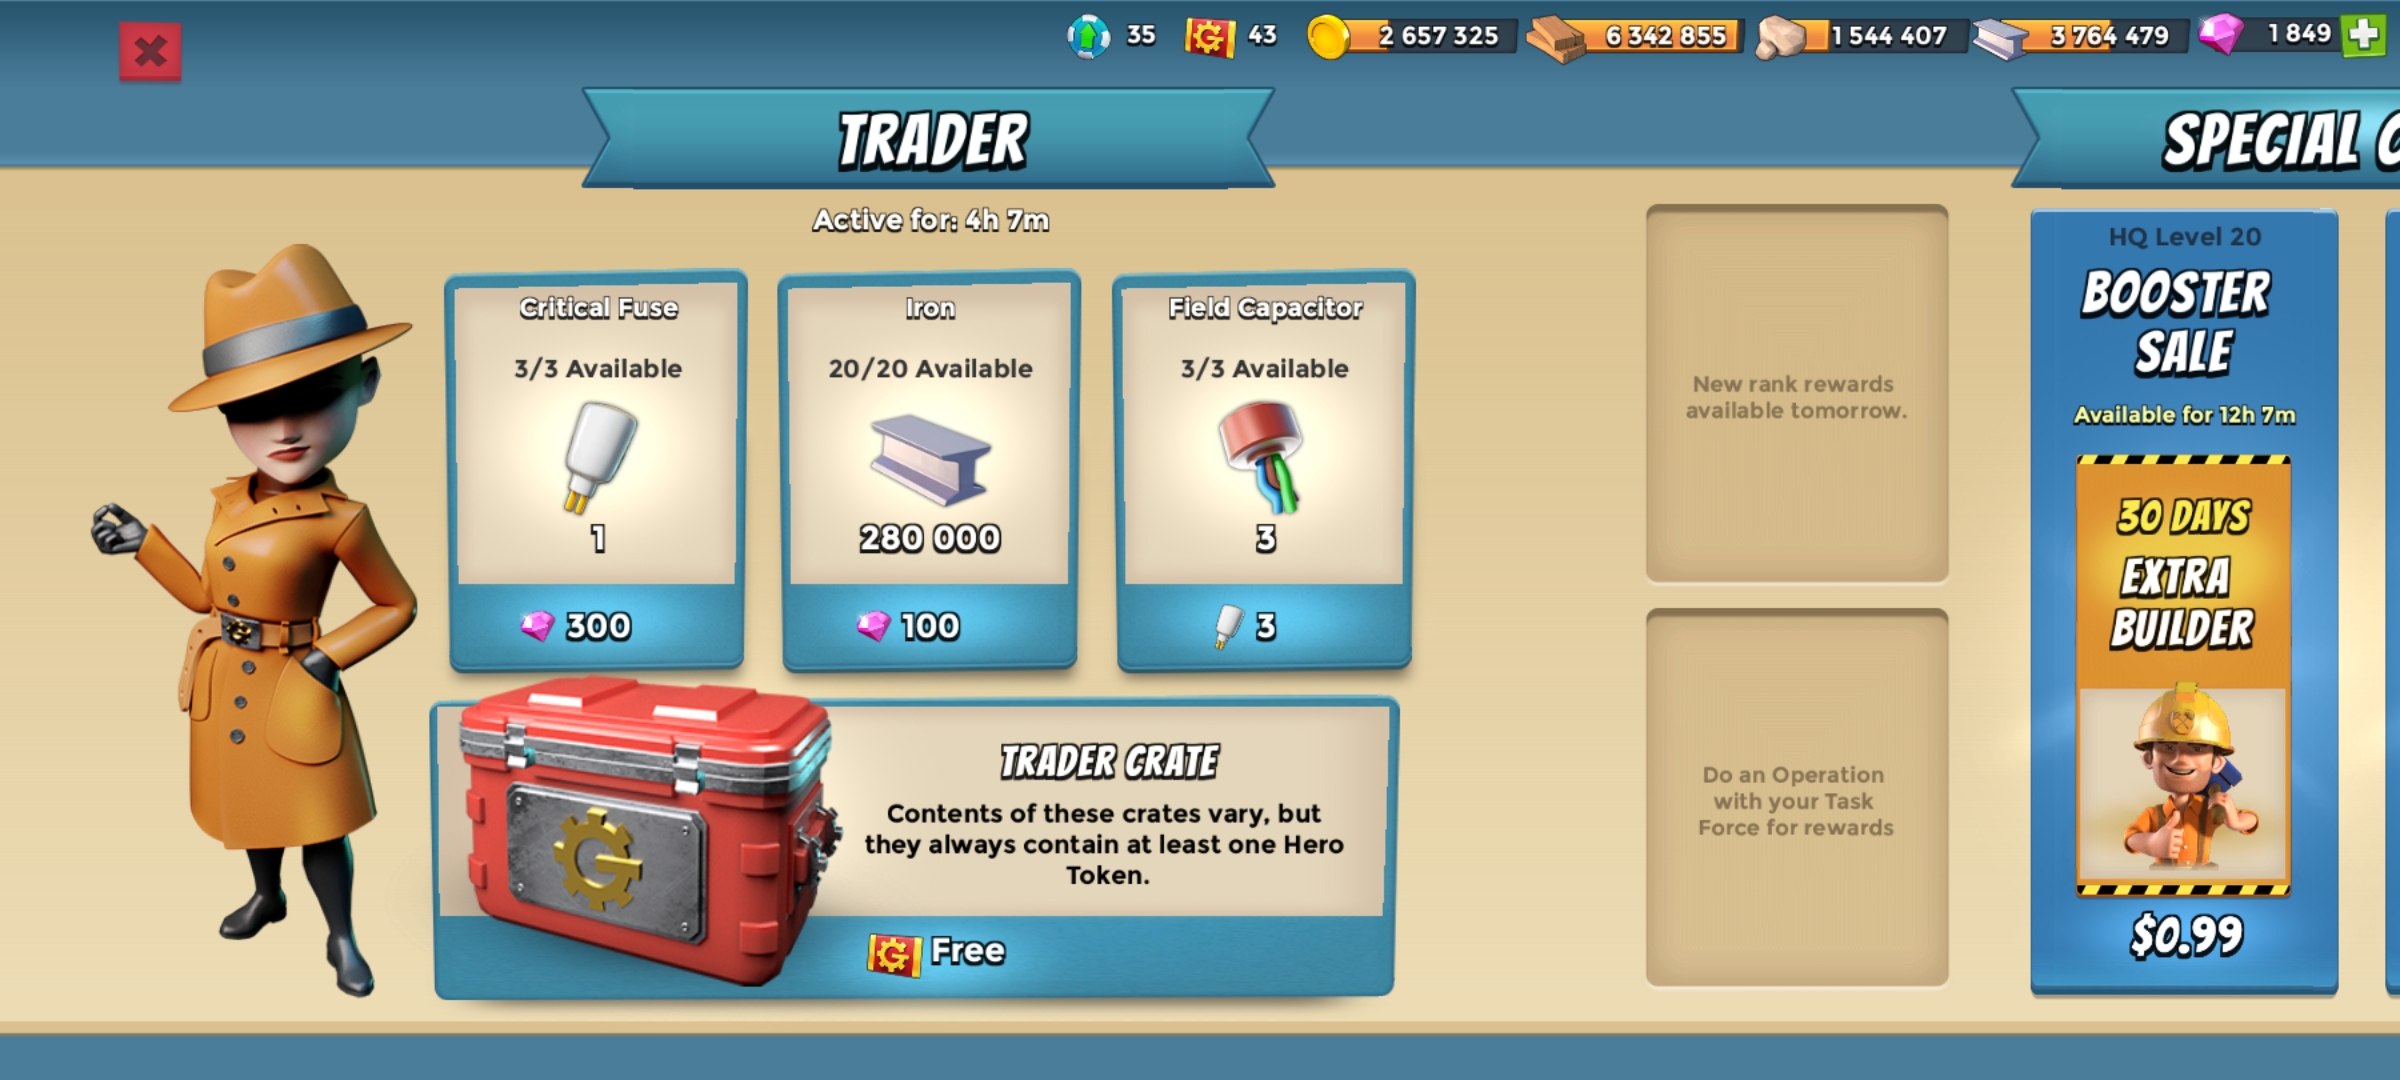 35
43
2 657 325
6 342 855
1 544 407
3 764 479
1 849
TRADER
Active for: 4h 7m
Critical Fuse
3/3 Available
1
300
Iron
20/20 Available
280 000
100
Field Capacitor
3/3 Available
3
3
TRADER CRATE
Contents of these crates vary, but
they always contain at least one Hero
Token.
G
G Free
New rank rewards
available tomorrow.
Do an Operation
with your Task
Force for rewards
SPECIAL
HQ Level 20
BOOSTER
SALE
Available for 12h 7m
30 DAYS
EXTRA
BUILDER
$0.99